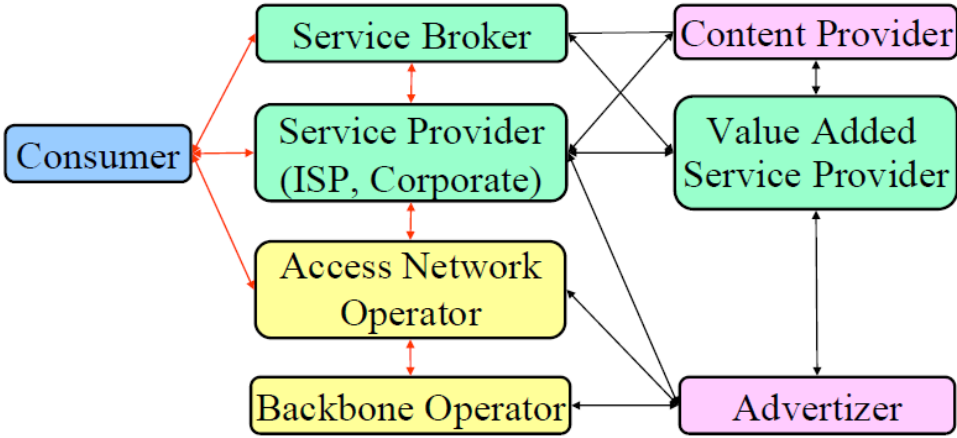 Service Broker
Content Provider
Consumer
Service Provider
(ISP, Corporate)
Value Added
Service Provider
Access Network
Operator
Backbone Operator
Advertizer